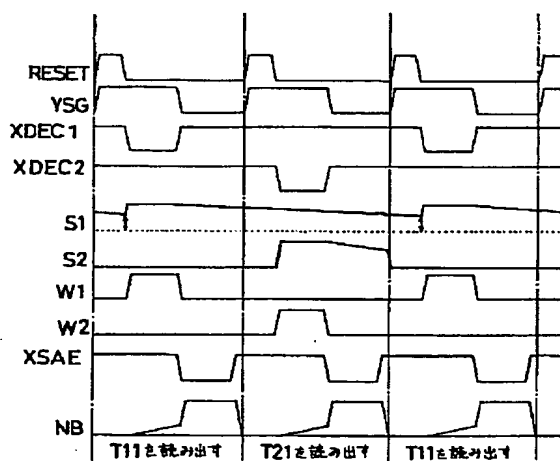 RESET
YSG
XDEC1
XDEC2
S1
S2
W1
W2
XSAE
NB
T11を読み出す
T21を読み出す
T11を読み出す